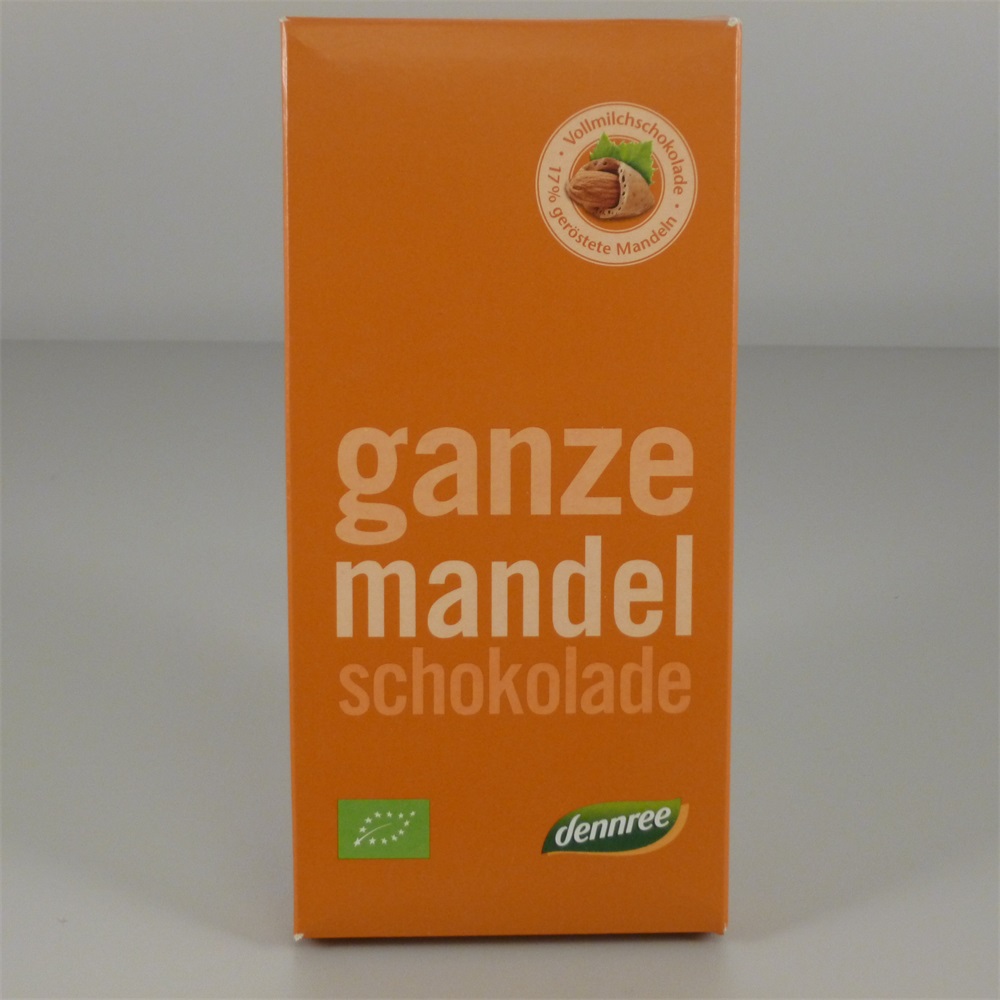 Vollmilchschokolade •
17% geröstete Mandeln •
ganze
mandel
schokolade
dennree